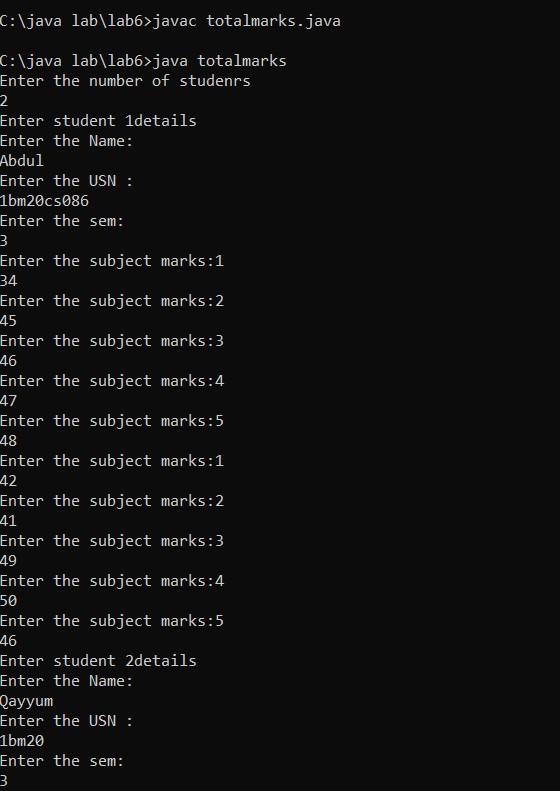 C:\java lab\lab6>javac totalmarks.java
C:\java lab\lab6>java totalmarks
Enter the number of studenrs
2
Enter student 1details
Enter the Name:
Abdul
Enter the USN :
1bm20cs086
Enter the sem:
3
Enter the subject marks:1
34
Enter the subject marks:2
45
Enter the subject marks:3
46
Enter the subject marks:4
47
Enter the subject marks:5
48
Enter the subject marks:1
42
Enter the subject marks:2
41
Enter the subject marks:3
49
Enter the subject marks:4
50
Enter the subject marks:5
46
Enter student 2details
Enter the Name:
Qayyum
Enter the USN :
1bm20
Enter the sem:
3